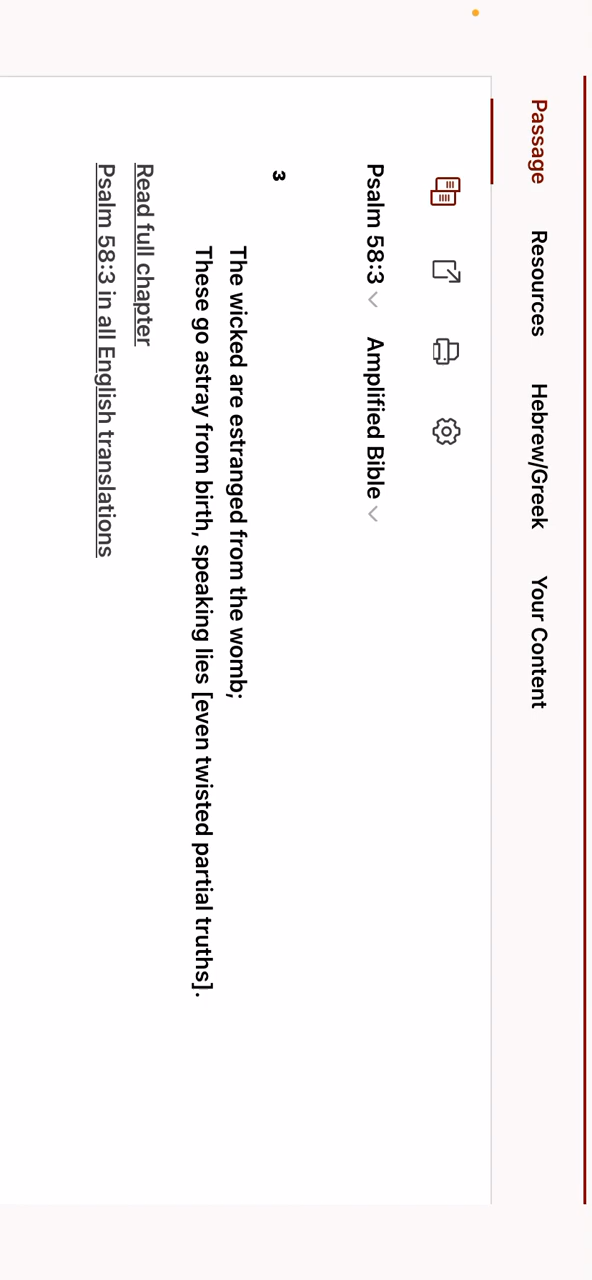 Passage Resources Hebrew/Greek Your Content
Psalm 58:3 Amplified Bible
3
The wicked are estranged from the womb;
These go astray from birth, speaking lies [even twisted partial truths].
Read full chapter
Psalm 58:3 in all English translations